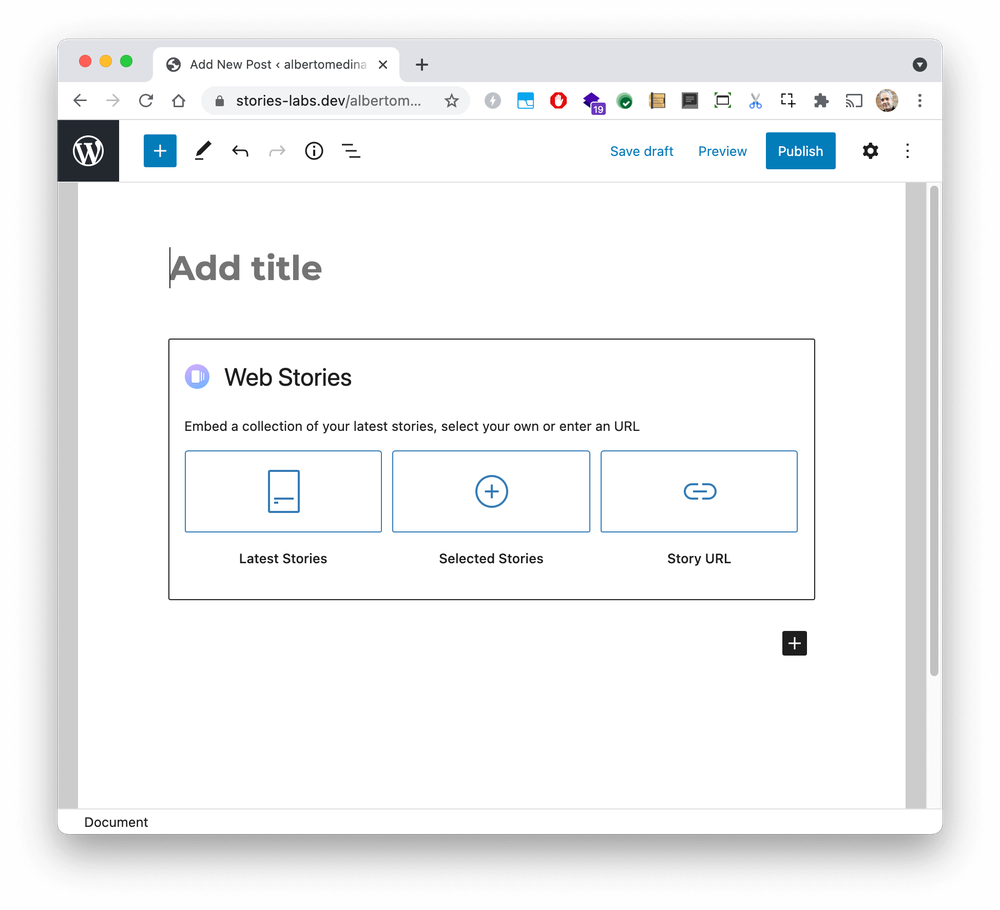 Add New Post ‹ albertomedina
stories-labs.dev/albertom...
19
Save draft Preview Publish
Add title
Web Stories
Embed a collection of your latest stories, select your own or enter an URL
Latest Stories Selected Stories Story URL
Document